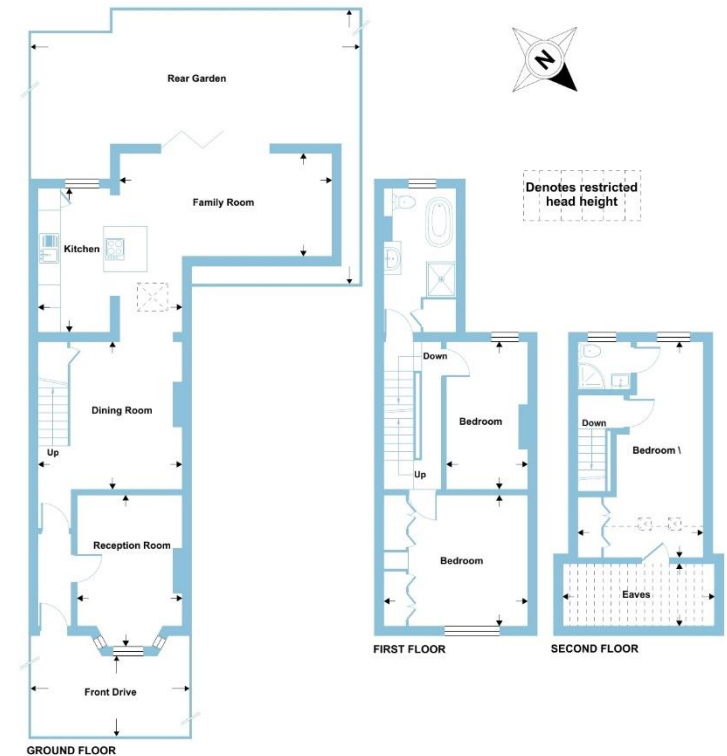 Rear Garden
N
Denotes restricted
head height
Family Room
Kitchen
Down
Dining Room
Bedroom
Down
Bedroom \
Up
Up
Reception Room
Bedroom
Eaves
FIRST FLOOR
SECOND FLOOR
Front Drive
GROUND FLOOR